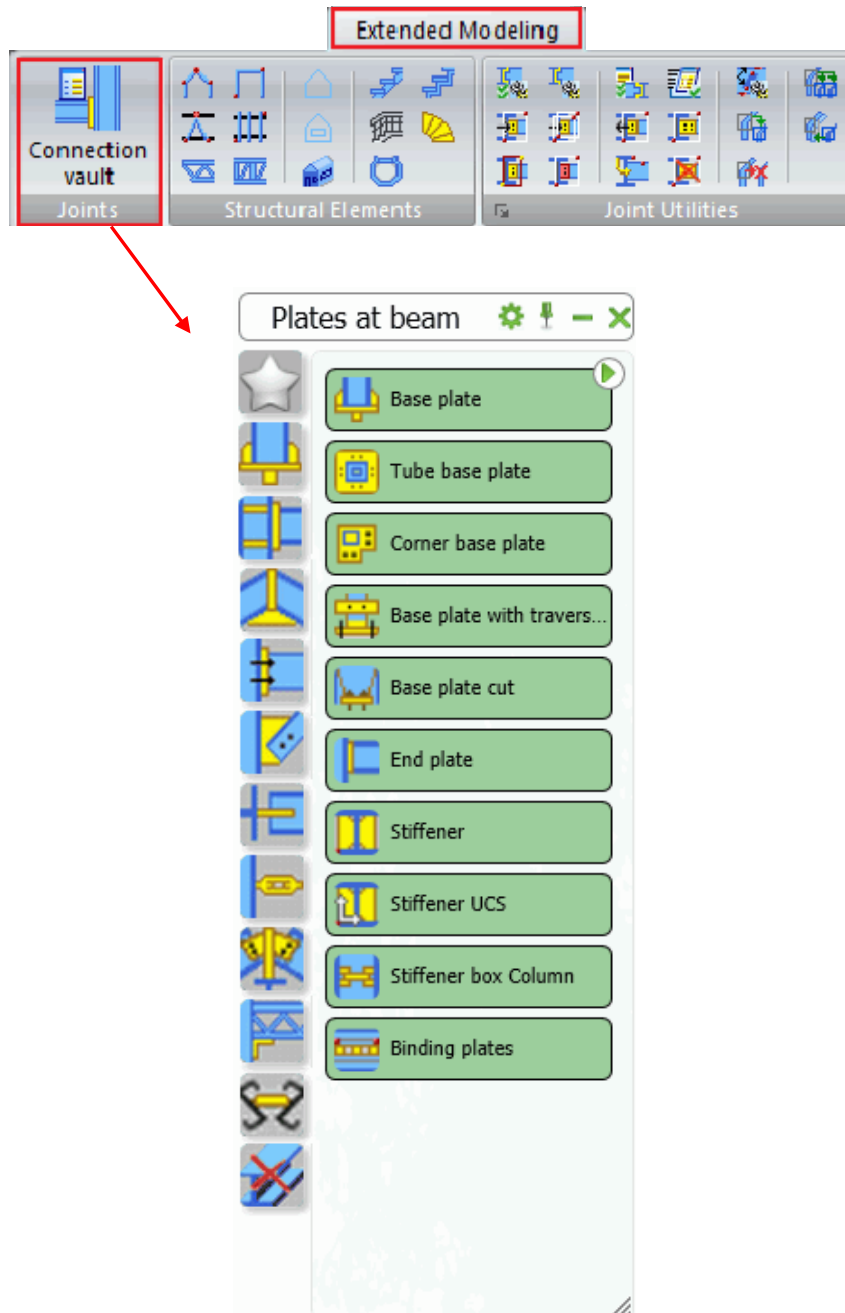 Extended Modeling
Connection
vault
Joints
Structural Elements
Joint Utilities
Plates at beam
Base plate
Tube base plate
Corner base plate
Base plate with travers...
Base plate cut
End plate
Stiffener
Stiffener UCS
Stiffener box Column
Binding plates